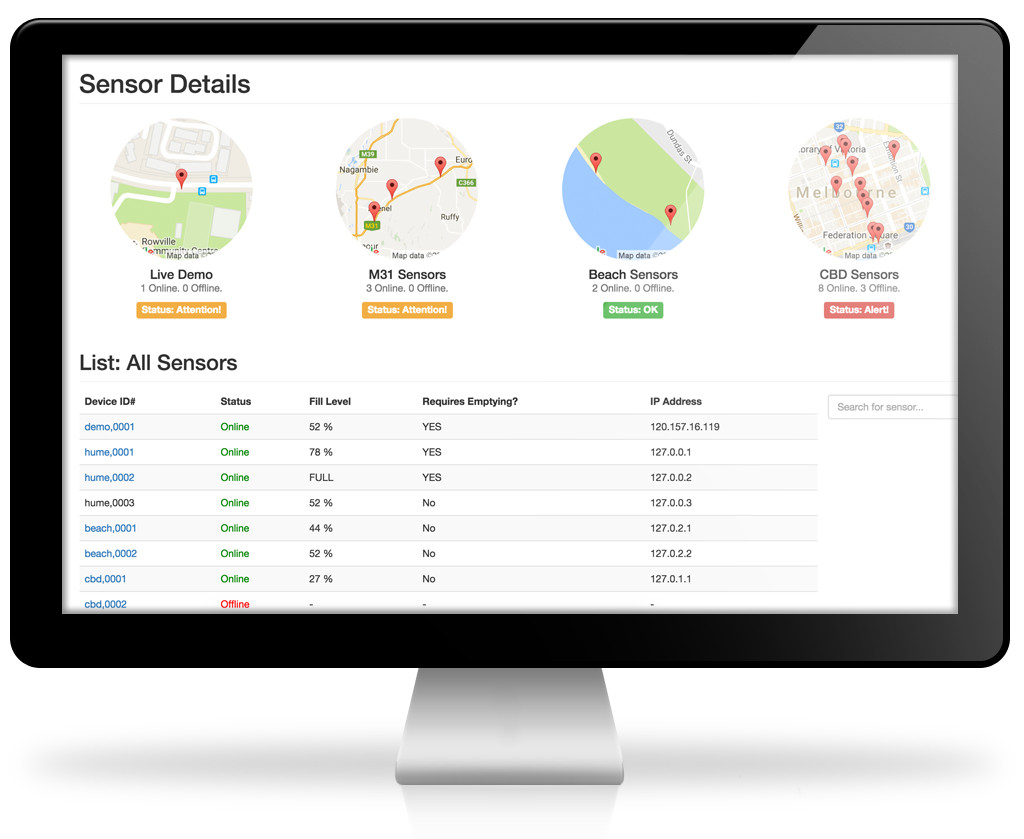 Sensor Details
Rowville
Map data ©
Live Demo
1 Online. 0 Offline.
Status: Attention!
M39
Nagambie
Euro
C366
M31
Ruffy
Map data ©
M31 Sensors
3 Online. 0 Offline.
Status: Attention!
Dundas St
Map data ©
Beach Sensors
2 Online. 0 Offline.
Status: OK
32
Victoria
Melbourne
30
Federation Square
Map data ©
CBD Sensors
8 Online. 3 Offline.
Status: Alert!
List: All Sensors
Device ID# Status Fill Level Requires Emptying? IP Address
Search for sensor...
demo,0001 Online 52 % YES 120.157.16.119
hume,0001 Online 78 % YES 127.0.0.1
hume,0002 Online FULL YES 127.0.0.2
hume,0003 Online 52 % No 127.0.0.3
beach,0001 Online 44 % No 127.0.2.1
beach,0002 Online 52 % No 127.0.2.2
cbd,0001 Online 27 % No 127.0.1.1
cbd,0002 Offline - - -